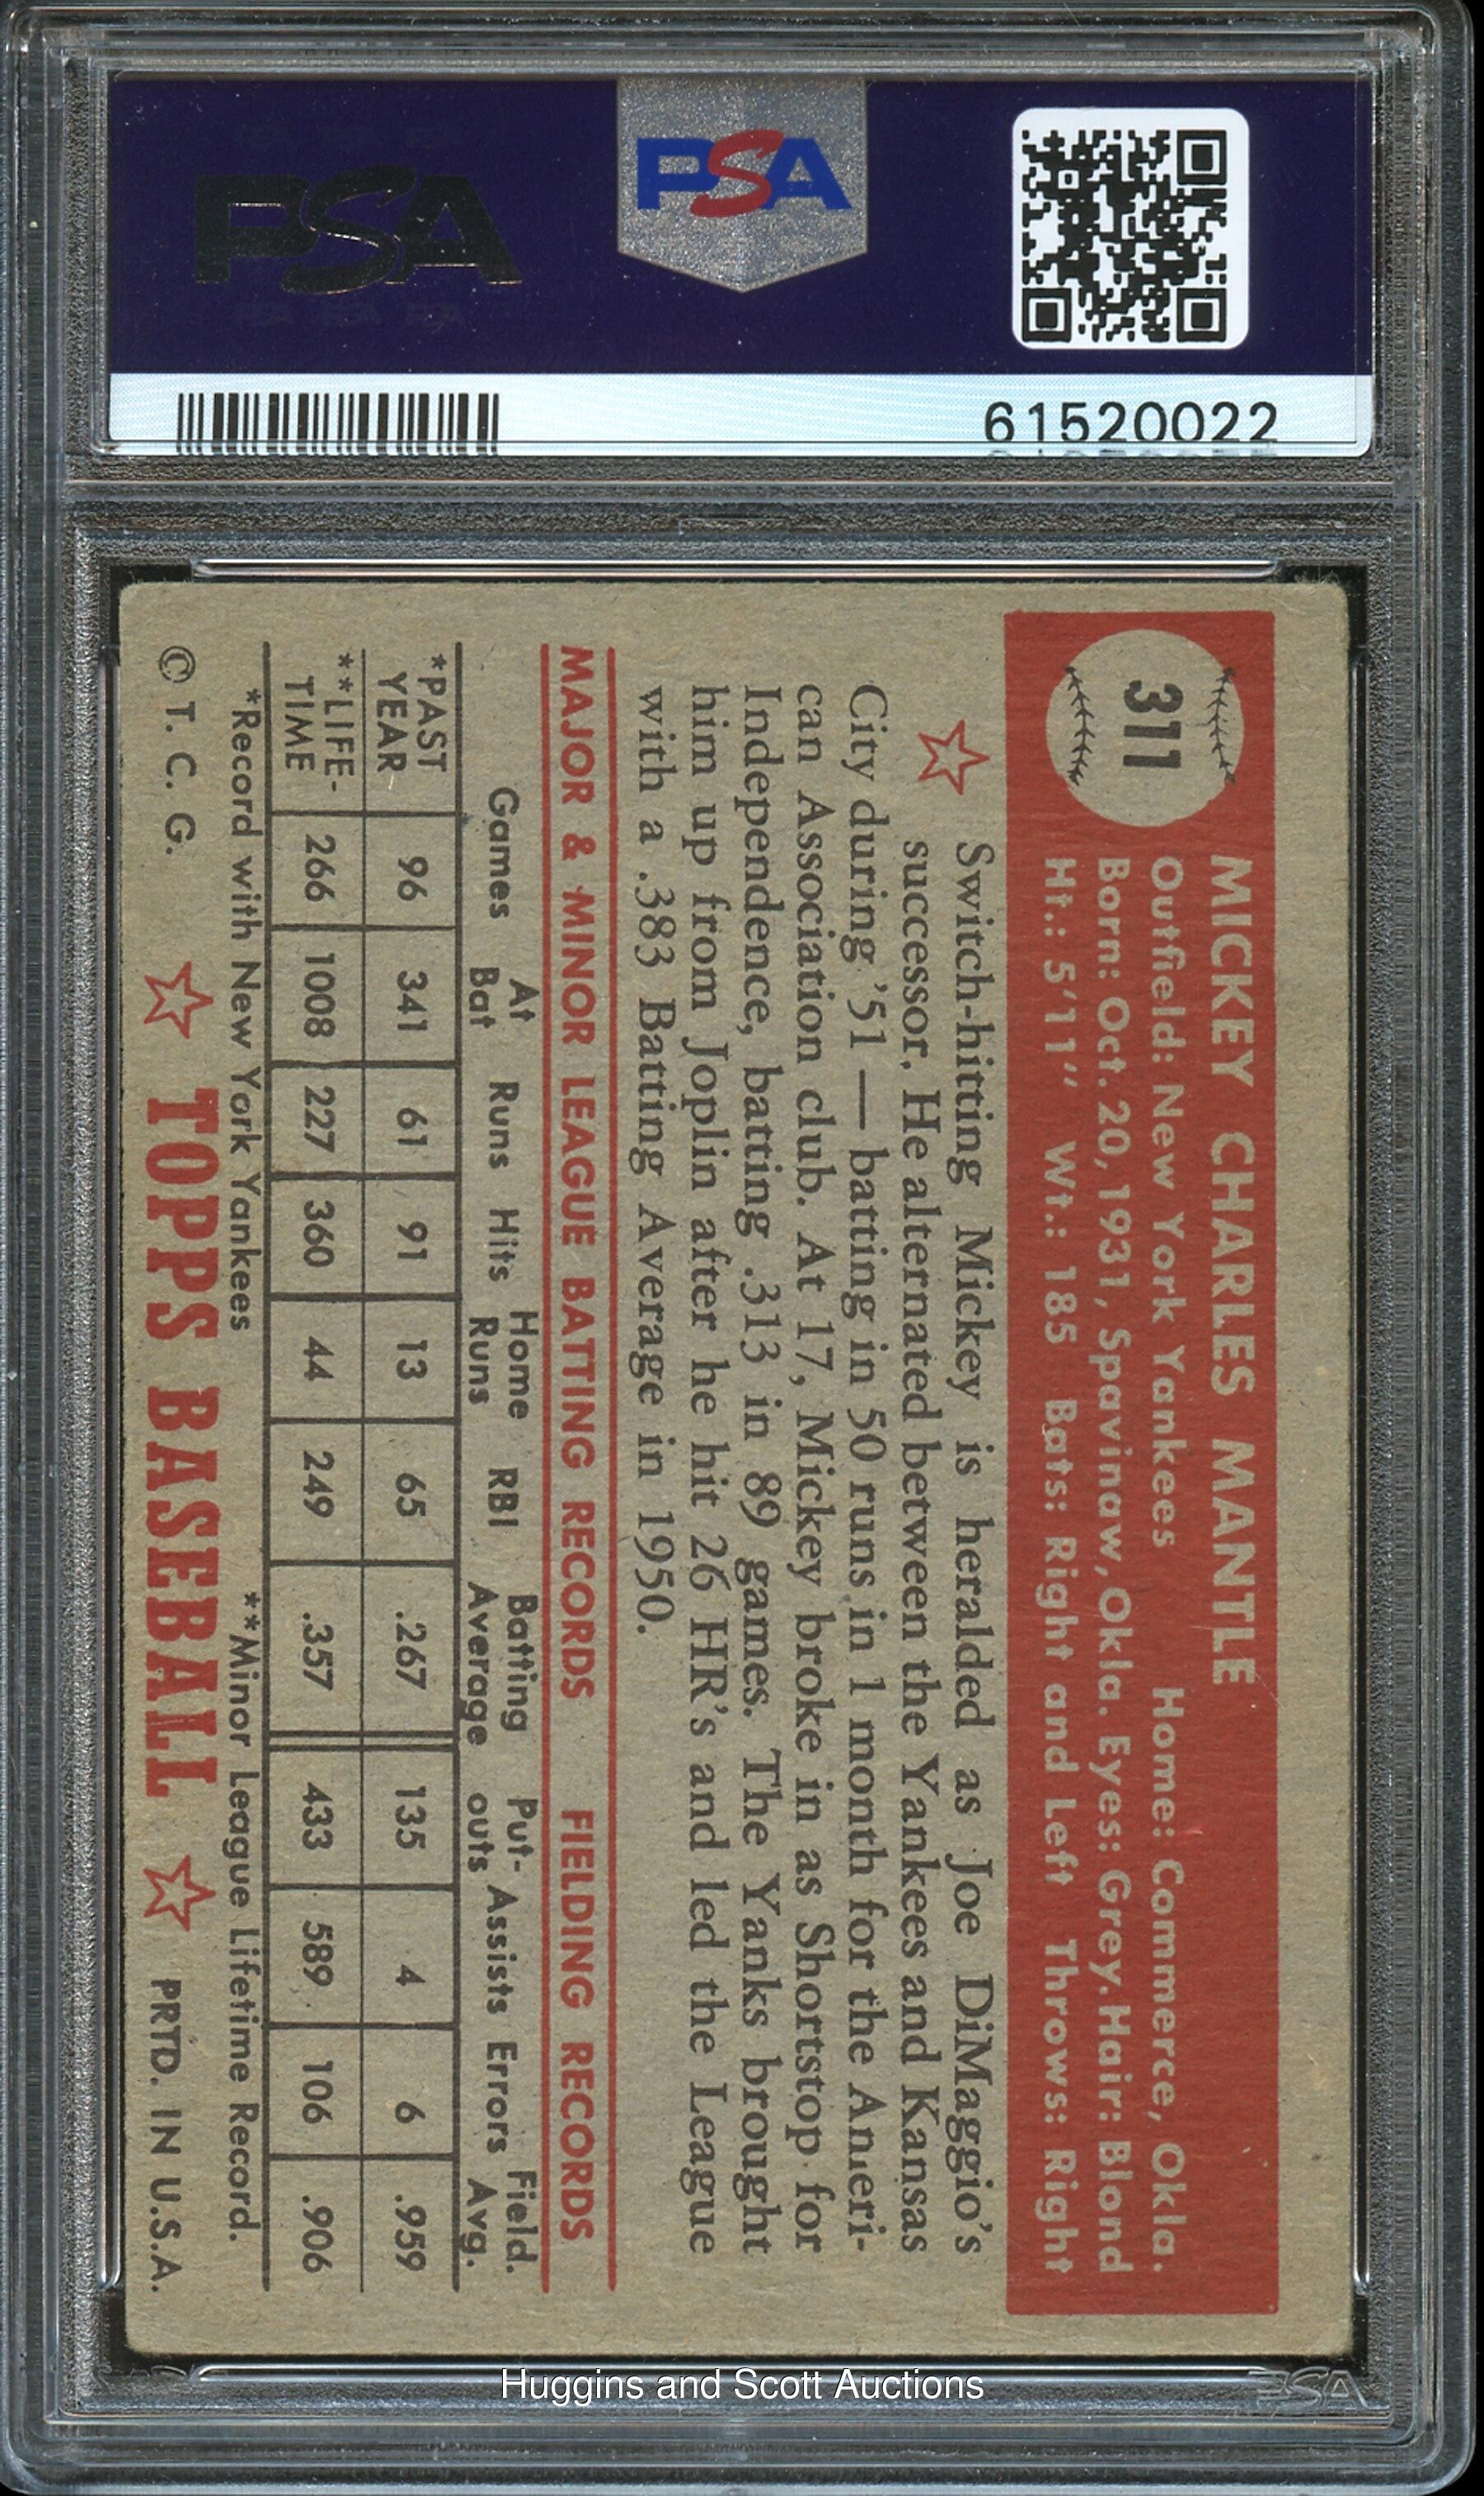 PSA
PSA
61520022
311
MICKEY CHARLES MANTLE
Outfield: New York Yankees Home: Commerce, Okla.
Born: Oct. 20, 1931, Spavinaw, Okla. Eyes: Grey. Hair: Blond
Ht.: 5'11" Wt.: 185 Bats: Right and Left Throws: Right
Switch-hitting Mickey is heralded as Joe DiMaggio's
successor. He alternated between the Yankees and Kansas
City during '51 — batting in 50 runs in 1 month for the Ameri-
can Association club. At 17, Mickey broke in as Shortstop for
Independence, batting .313 in 89 games. The Yanks brought
him up from Joplin after he hit 26 HR's and led the League
with a .383 Batting Average in 1950.
MAJOR & MINOR LEAGUE BATTING RECORDS FIELDING RECORDS
Games At Bat Runs Hits Home Runs RBI Batting Average Put-outs Assists Errors Field. Avg.
*PAST YEAR 96 341 61 91 13 65 .267 135 4 6 .959
**LIFE-TIME 266 1008 227 360 44 249 .357 433 589 106 .906
*Record with New York Yankees **Minor League Lifetime Record.
© T. C. G. TOPPS BASEBALL PRTD. IN U.S.A.
PSA
Huggins and Scott Auctions